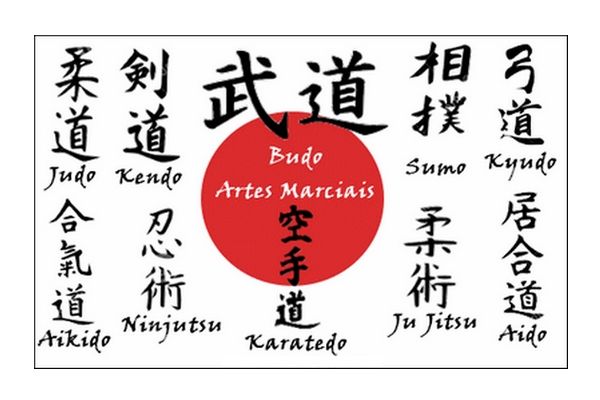 柔道
Judo
剣道
Kendo
武道
Budo
Artes Marciais
相撲
Sumo
弓道
Kyudo
合氣道
Aikido
忍術
Ninjutsu
空手道
Karatedo
柔術
Ju Jitsu
居合道
Aido